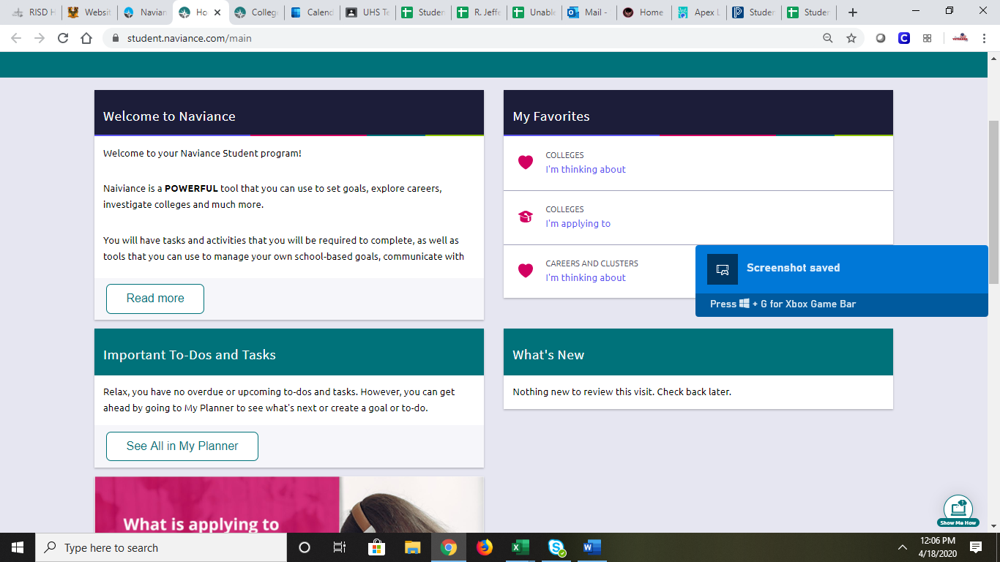 RISD H
Websit
Navian
Ho
Colleg
Calend
UHS Te
Studen
R. Jeffe
Unable
Mail -
Home
Apex L
Studen
Studen
student.naviance.com/main
Welcome to Naviance
Welcome to your Naviance Student program!
Naiviance is a POWERFUL tool that you can use to set goals, explore careers,
investigate colleges and much more.
You will have tasks and activities that you will be required to complete, as well as
tools that you can use to manage your own school-based goals, communicate with
Read more
My Favorites
COLLEGES
I'm thinking about
COLLEGES
I'm applying to
CAREERS AND CLUSTERS
I'm thinking about
Screenshot saved
Press + G for Xbox Game Bar
Important To-Dos and Tasks
Relax, you have no overdue or upcoming to-dos and tasks. However, you can get
ahead by going to My Planner to see what's next or create a goal or to-do.
See All in My Planner
What's New
Nothing new to review this visit. Check back later.
What is applying to
Show Me How
Type here to search
12:06 PM
4/18/2020